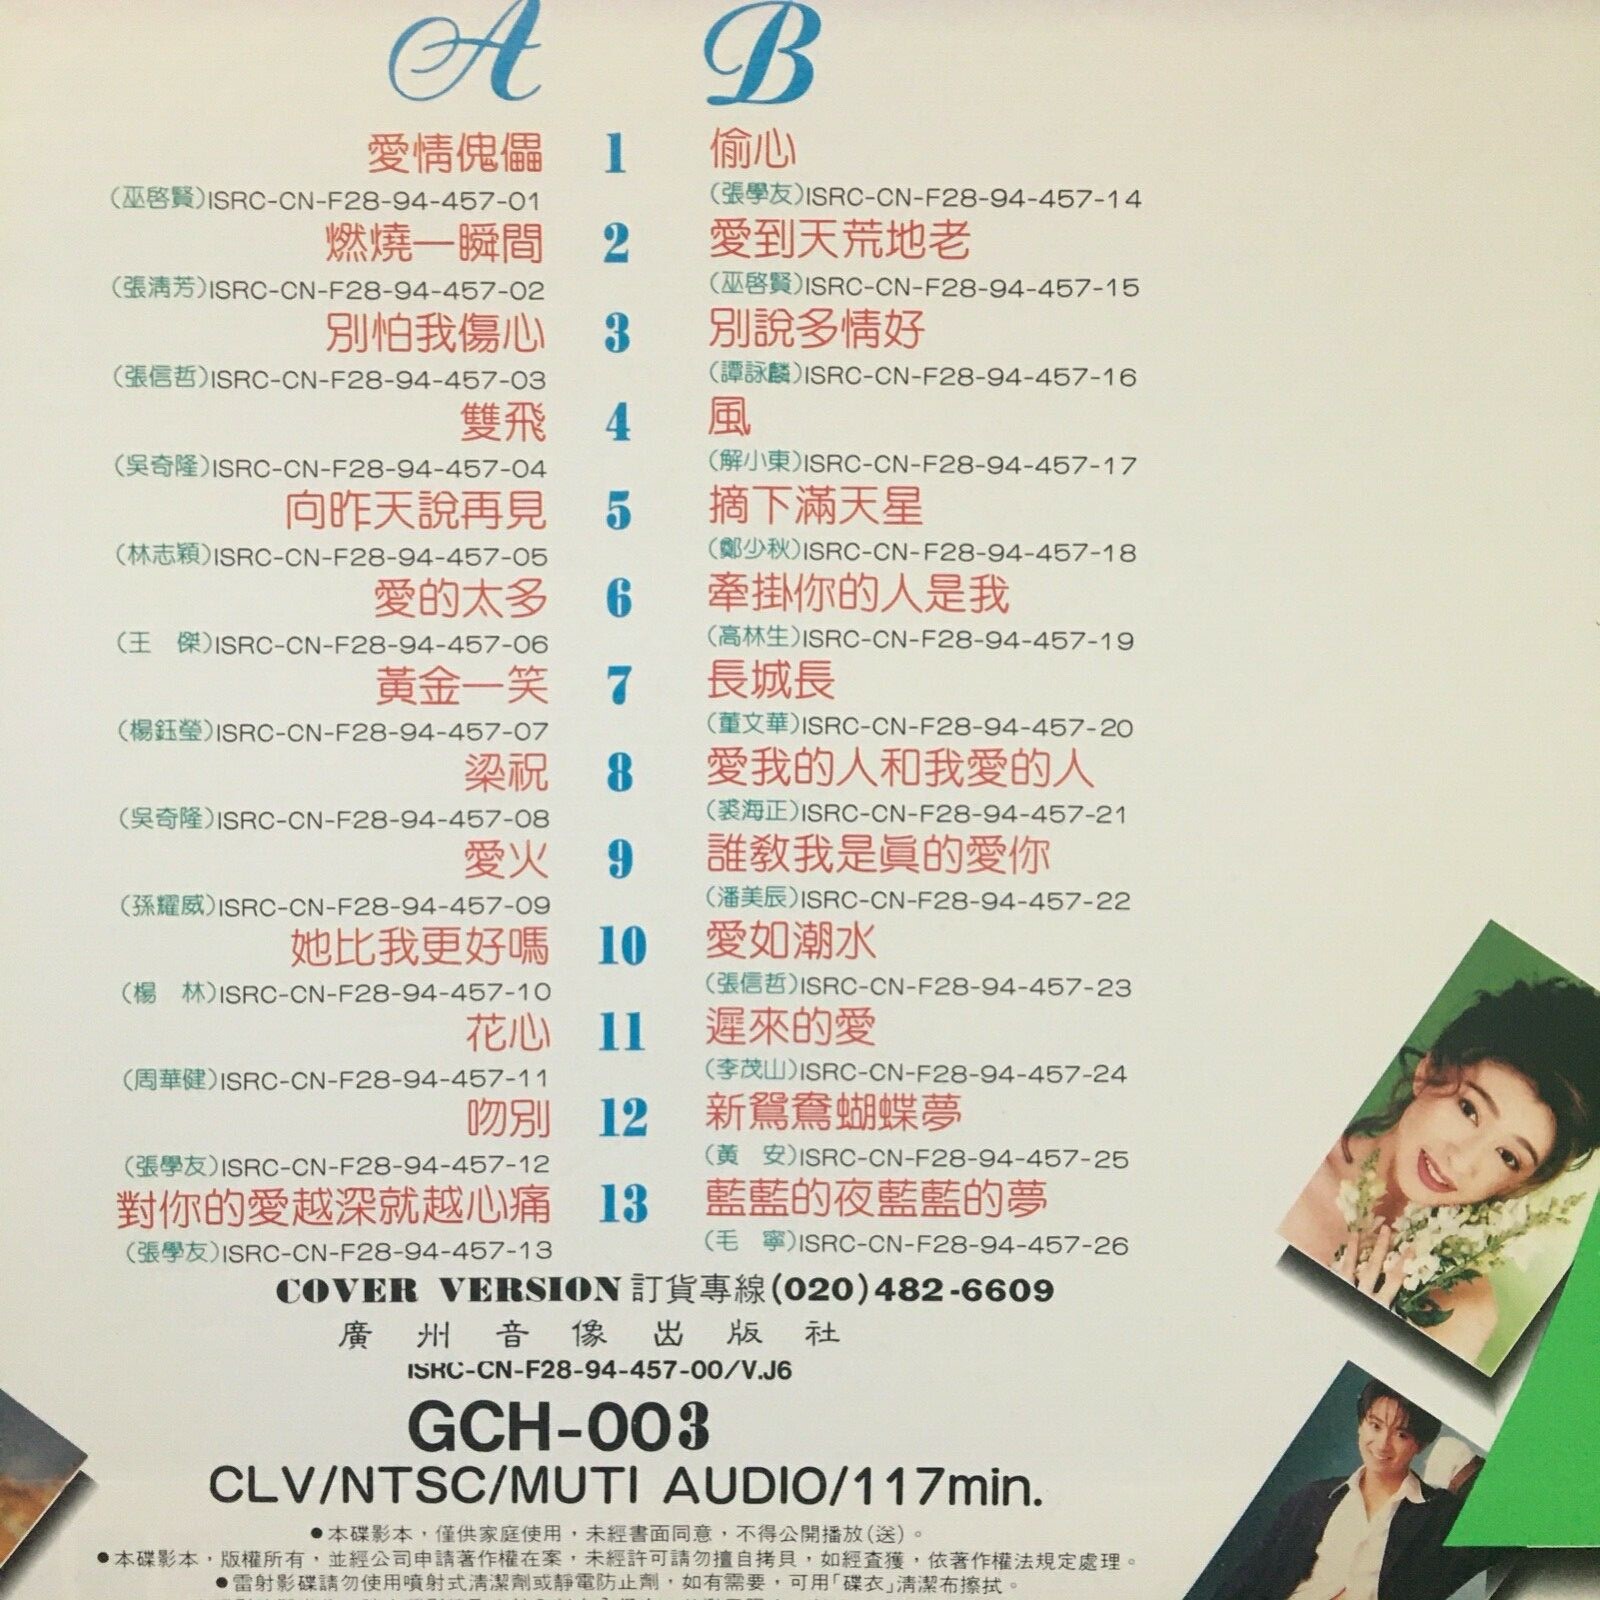 A B
愛情傀儡 1 偷心
(巫啓賢)ISRC-CN-F28-94-457-01 (張學友)ISRC-CN-F28-94-457-14
燃燒一瞬間 2 愛到天荒地老
(張清芳)ISRC-CN-F28-94-457-02 (巫啓賢)ISRC-CN-F28-94-457-15
別怕我傷心 3 別說多情好
(張信哲)ISRC-CN-F28-94-457-03 (譚詠麟)ISRC-CN-F28-94-457-16
雙飛 4 風
(吳奇隆)ISRC-CN-F28-94-457-04 (解小東)ISRC-CN-F28-94-457-17
向昨天說再見 5 摘下滿天星
(林志穎)ISRC-CN-F28-94-457-05 (鄭少秋)ISRC-CN-F28-94-457-18
愛的太多 6 牽掛你的人是我
(王 傑)ISRC-CN-F28-94-457-06 (高林生)ISRC-CN-F28-94-457-19
黃金一笑 7 長城長
(楊鈺瑩)ISRC-CN-F28-94-457-07 (董文華)ISRC-CN-F28-94-457-20
梁祝 8 愛我的人和我愛的人
(吳奇隆)ISRC-CN-F28-94-457-08 (裘海正)ISRC-CN-F28-94-457-21
愛火 9 誰教我是眞的愛你
(孫耀威)ISRC-CN-F28-94-457-09 (潘美辰)ISRC-CN-F28-94-457-22
她比我更好嗎 10 愛如潮水
(楊 林)ISRC-CN-F28-94-457-10 (張信哲)ISRC-CN-F28-94-457-23
花心 11 遲來的愛
(周華健)ISRC-CN-F28-94-457-11 (李茂山)ISRC-CN-F28-94-457-24
吻別 12 新鴛鴦蝴蝶夢
(張學友)ISRC-CN-F28-94-457-12 (黃 安)ISRC-CN-F28-94-457-25
對你的愛越深就越心痛 13 藍藍的夜藍藍的夢
(張學友)ISRC-CN-F28-94-457-13 (毛 寧)ISRC-CN-F28-94-457-26
COVER VERSION 訂貨專線(020)482-6609
廣州音像出版社
ISRC-CN-F28-94-457-00/V.J6
GCH-003
CLV/NTSC/MUTI AUDIO/117min.
●本碟影本，僅供家庭使用，未經書面同意，不得公開播放(送)。
●本碟影本，版權所有，並經公司申請著作權在案，未經許可請勿擅自拷貝，如經查獲，依著作權法規定處理。
●雷射影碟請勿使用噴射式清潔劑或靜電防止劑，如有需要，可用「碟衣」清潔布擦拭。